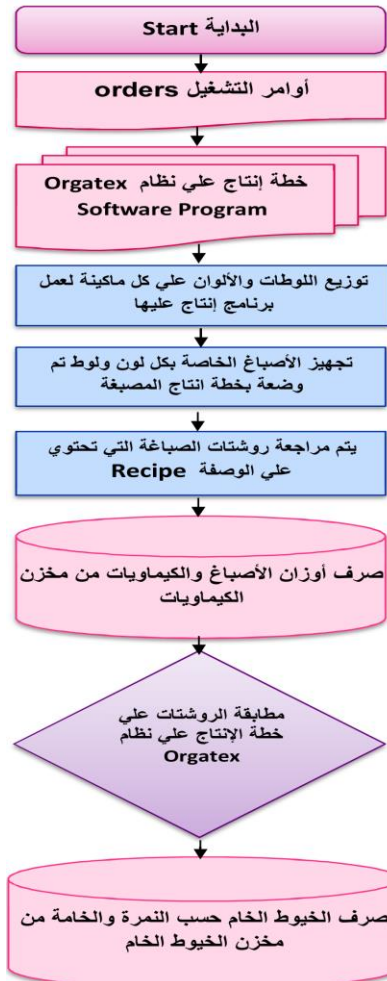 البداية Start
أوامر التشغيل orders
خطة إنتاج علي نظام Orgatex
Software Program
توزيع اللوطات والألوان علي كل ماكينة لعمل
برنامج إنتاج عليها
تجهيز الأصباغ الخاصة بكل لون ولوط تم
وضعة بخطة انتاج المصبغة
يتم مراجعة روشتات الصباغة التي تحتوي
علي الوصفة Recipe
صرف أوزان الأصباغ والكيماويات من مخزن
الكيماويات
مطابقة الروشتات علي
خطة الإنتاج علي نظام
Orgatex
صرف الخيوط الخام حسب النمرة والخامة من
مخزن الخيوط الخام